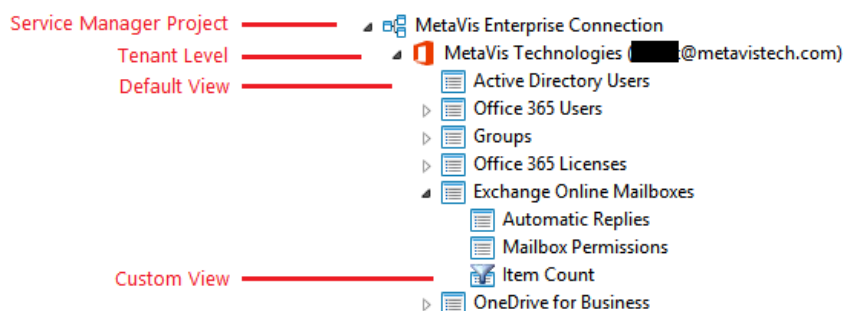 Service Manager Project MetaVis Enterprise Connection
Tenant Level MetaVis Technologies ( @metavistech.com)
Default View Active Directory Users
Office 365 Users
Groups
Office 365 Licenses
Exchange Online Mailboxes
Automatic Replies
Mailbox Permissions
Custom View Item Count
OneDrive for Business